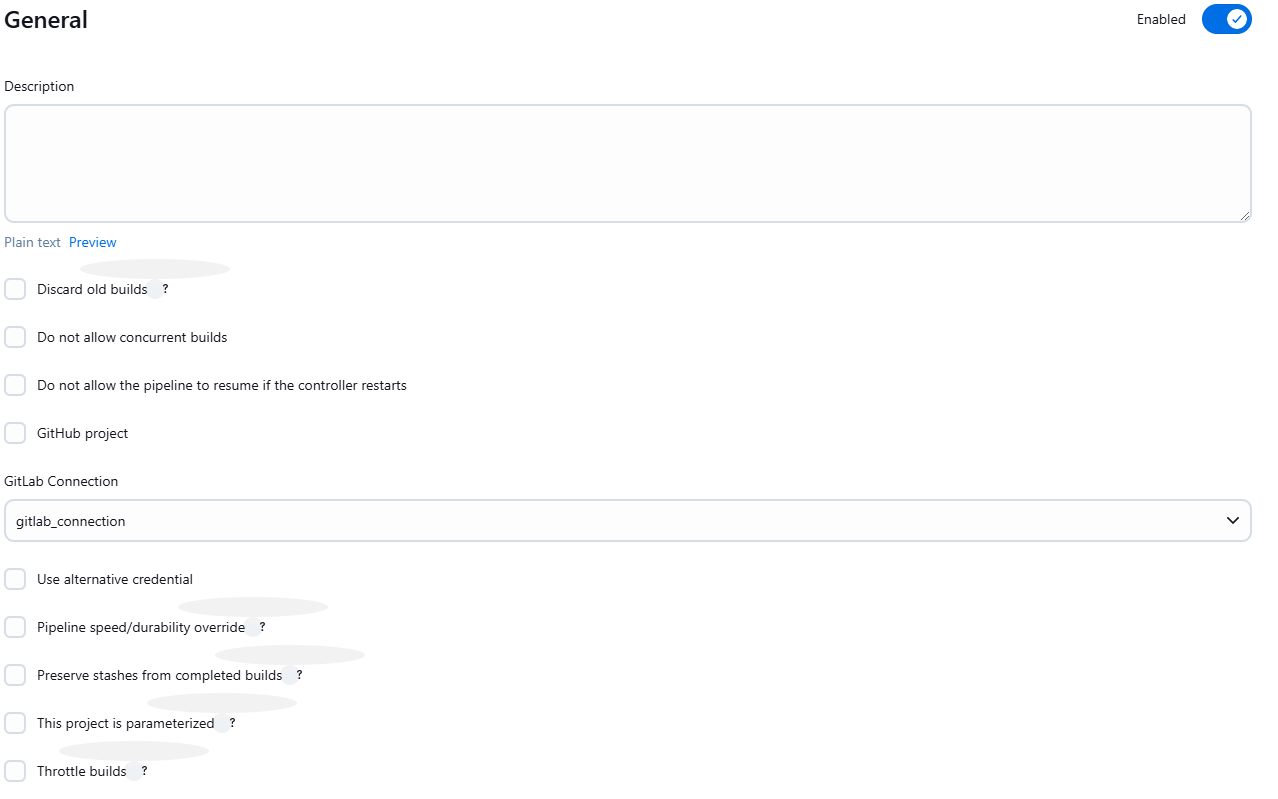 General
Enabled
Description
Plain text Preview
Discard old builds ?
Do not allow concurrent builds
Do not allow the pipeline to resume if the controller restarts
GitHub project
GitLab Connection
gitlab_connection
Use alternative credential
Pipeline speed/durability override ?
Preserve stashes from completed builds ?
This project is parameterized ?
Throttle builds ?